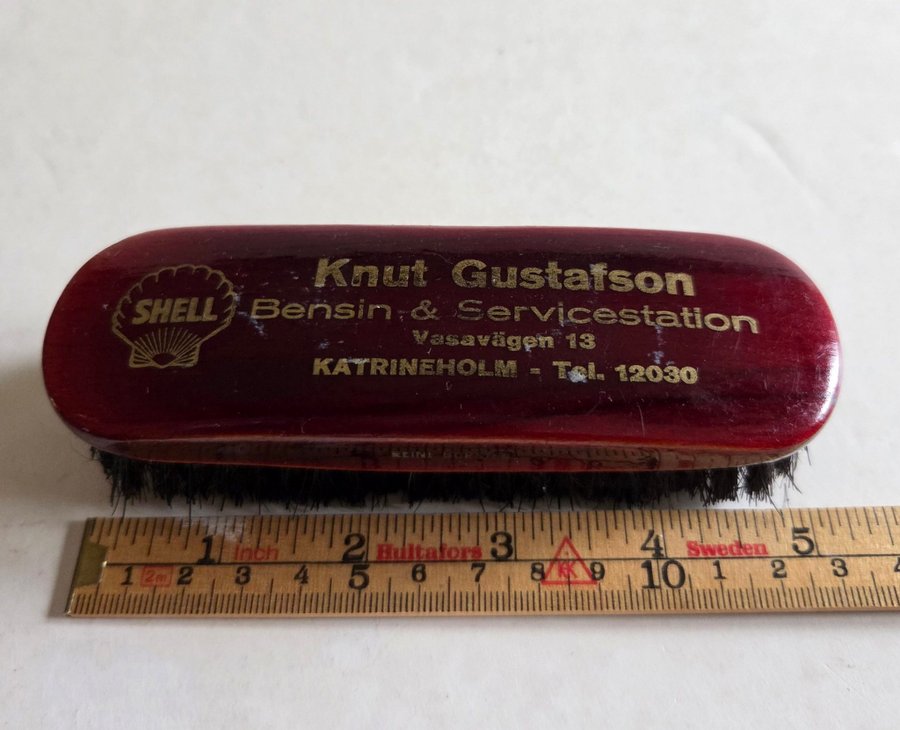 SHELL
Knut Gustafson
Bensin & Servicestation
Vasavägen 13
KATRINEHOLM - Tel. 12030
1 inch 2 Hultafors 3 4 Sweden 5
1 2m 2 3 4 5 6 7 8 9 10 1 2 3 4